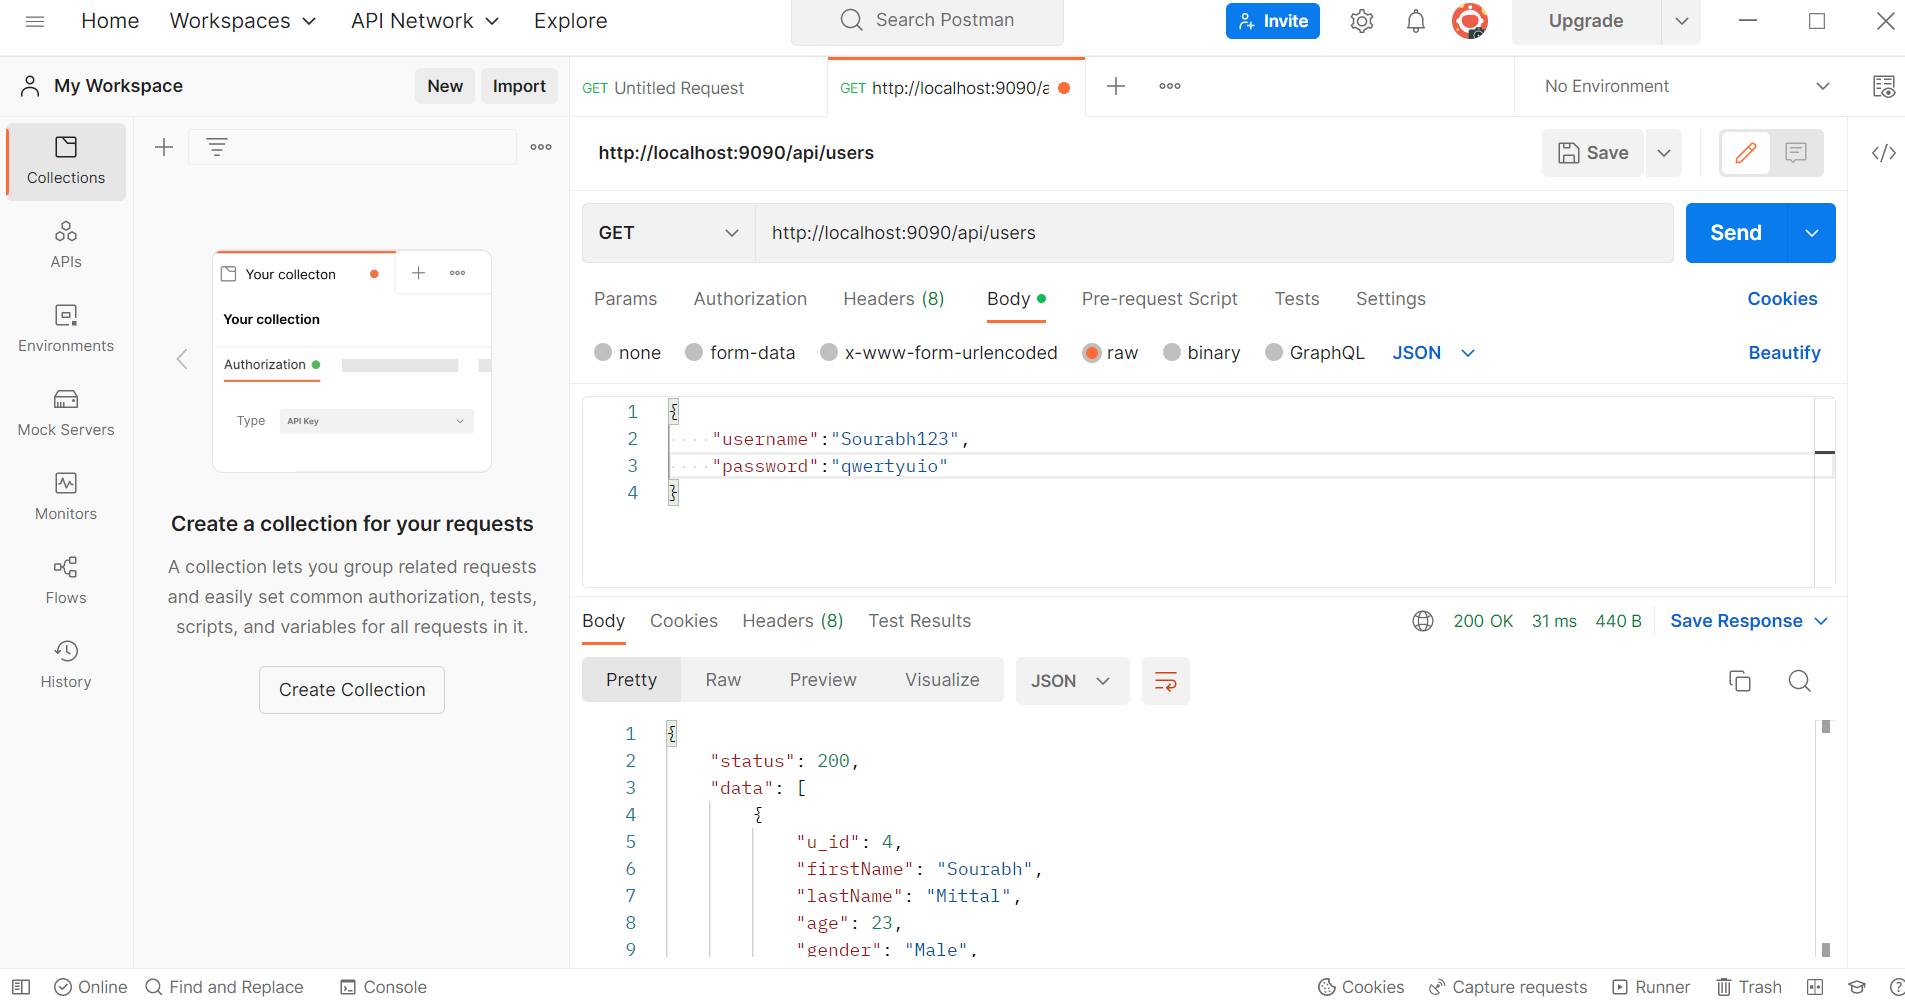 Home Workspaces API Network Explore Search Postman Invite Upgrade
My Workspace New Import GET Untitled Request GET http://localhost:9090/a No Environment
Collections
APIs
Environments
Mock Servers
Monitors
Flows
History
Your collecton
Your collection
Authorization
Type API Key
Create a collection for your requests
A collection lets you group related requests
and easily set common authorization, tests,
scripts, and variables for all requests in it.
Create Collection
http://localhost:9090/api/users Save
GET http://localhost:9090/api/users Send
Params Authorization Headers (8) Body Pre-request Script Tests Settings Cookies
none form-data x-www-form-urlencoded raw binary GraphQL JSON Beautify
1 {
2 "username":"Sourabh123",
3 "password":"qwertyuio"
4 }
Body Cookies Headers (8) Test Results 200 OK 31 ms 440 B Save Response
Pretty Raw Preview Visualize JSON
1 {
2 "status": 200,
3 "data": [
4 {
5 "u_id": 4,
6 "firstName": "Sourabh",
7 "lastName": "Mittal",
8 "age": 23,
9 "gender": "Male",
Online Find and Replace Console Cookies Capture requests Runner Trash